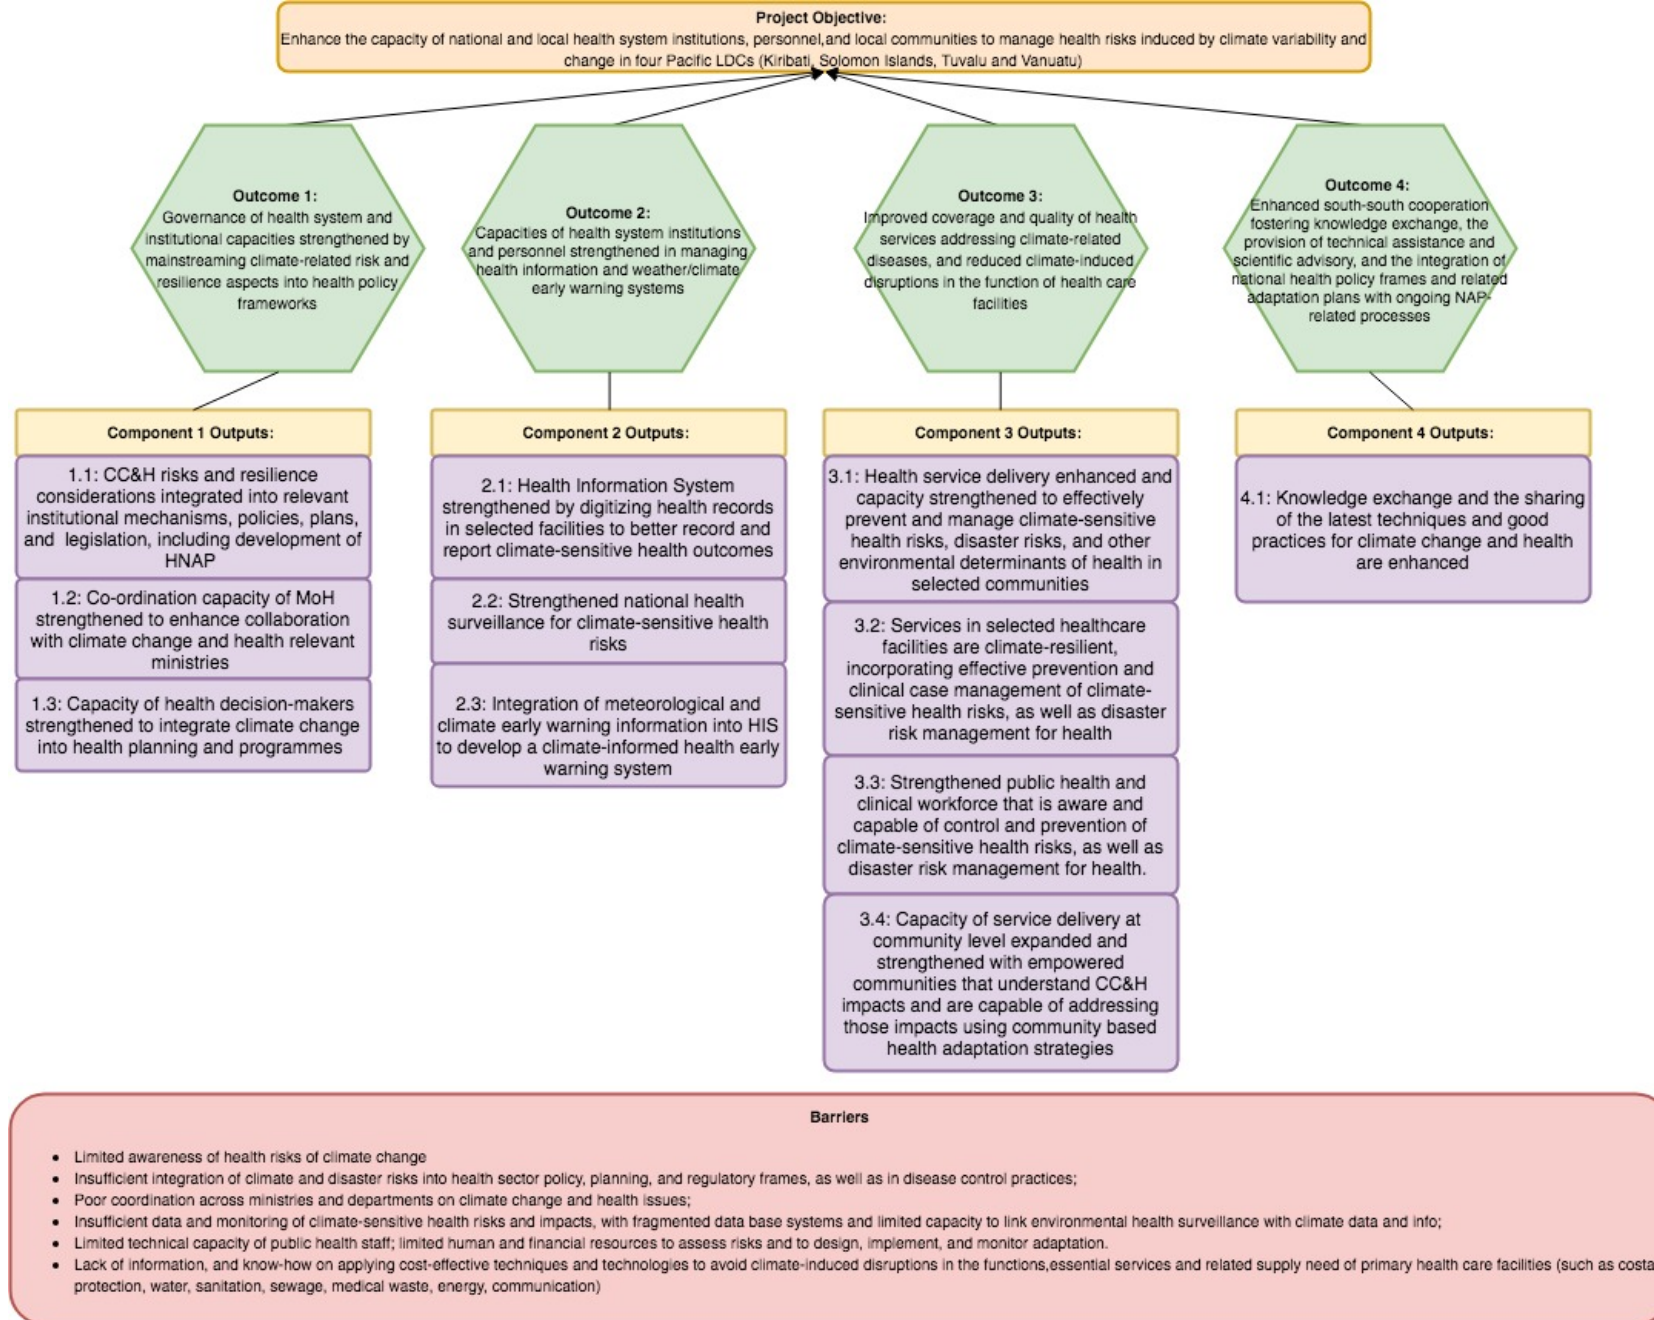 Project Objective:
Enhance the capacity of national and local health system institutions, personnel,and local communities to manage health risks induced by climate variability and
change in four Pacific LDCs (Kiribati, Solomon Islands, Tuvalu and Vanuatu)
Outcome 1:
Governance of health system and
institutional capacities strengthened by
mainstreaming climate-related risk and
resilience aspects into health policy
frameworks
Outcome 2:
Capacities of health system institutions
and personnel strengthened in managing
health information and weather/climate
early warning systems
Outcome 3:
Improved coverage and quality of health
services addressing climate-related
diseases, and reduced climate-induced
disruptions in the function of health care
facilities
Outcome 4:
Enhanced south-south cooperation
fostering knowledge exchange, the
provision of technical assistance and
scientific advisory, and the integration of
national health policy frames and related
adaptation plans with ongoing NAP-
related processes
Component 1 Outputs:
1.1: CC&H risks and resilience
considerations integrated into relevant
institutional mechanisms, policies, plans,
and legislation, including development of
HNAP
1.2: Co-ordination capacity of MoH
strengthened to enhance collaboration
with climate change and health relevant
ministries
1.3: Capacity of health decision-makers
strengthened to integrate climate change
into health planning and programmes
Component 2 Outputs:
2.1: Health Information System
strengthened by digitizing health records
in selected facilities to better record and
report climate-sensitive health outcomes
2.2: Strengthened national health
surveillance for climate-sensitive health
risks
2.3: Integration of meteorological and
climate early warning information into HIS
to develop a climate-informed health early
warning system
Component 3 Outputs:
3.1: Health service delivery enhanced and
capacity strengthened to effectively
prevent and manage climate-sensitive
health risks, disaster risks, and other
environmental determinants of health in
selected communities
3.2: Services in selected healthcare
facilities are climate-resilient,
incorporating effective prevention and
clinical case management of climate-
sensitive health risks, as well as disaster
risk management for health
3.3: Strengthened public health and
clinical workforce that is aware and
capable of control and prevention of
climate-sensitive health risks, as well as
disaster risk management for health.
3.4: Capacity of service delivery at
community level expanded and
strengthened with empowered
communities that understand CC&H
impacts and are capable of addressing
those impacts using community based
health adaptation strategies
Component 4 Outputs:
4.1: Knowledge exchange and the sharing
of the latest techniques and good
practices for climate change and health
are enhanced
Barriers
• Limited awareness of health risks of climate change
• Insufficient integration of climate and disaster risks into health sector policy, planning, and regulatory frames, as well as in disease control practices;
• Poor coordination across ministries and departments on climate change and health issues;
• Insufficient data and monitoring of climate-sensitive health risks and impacts, with fragmented data base systems and limited capacity to link environmental health surveillance with climate data and info;
• Limited technical capacity of public health staff; limited human and financial resources to assess risks and to design, implement, and monitor adaptation.
• Lack of information, and know-how on applying cost-effective techniques and technologies to avoid climate-induced disruptions in the functions,essential services and related supply need of primary health care facilities (such as costa
protection, water, sanitation, sewage, medical waste, energy, communication)